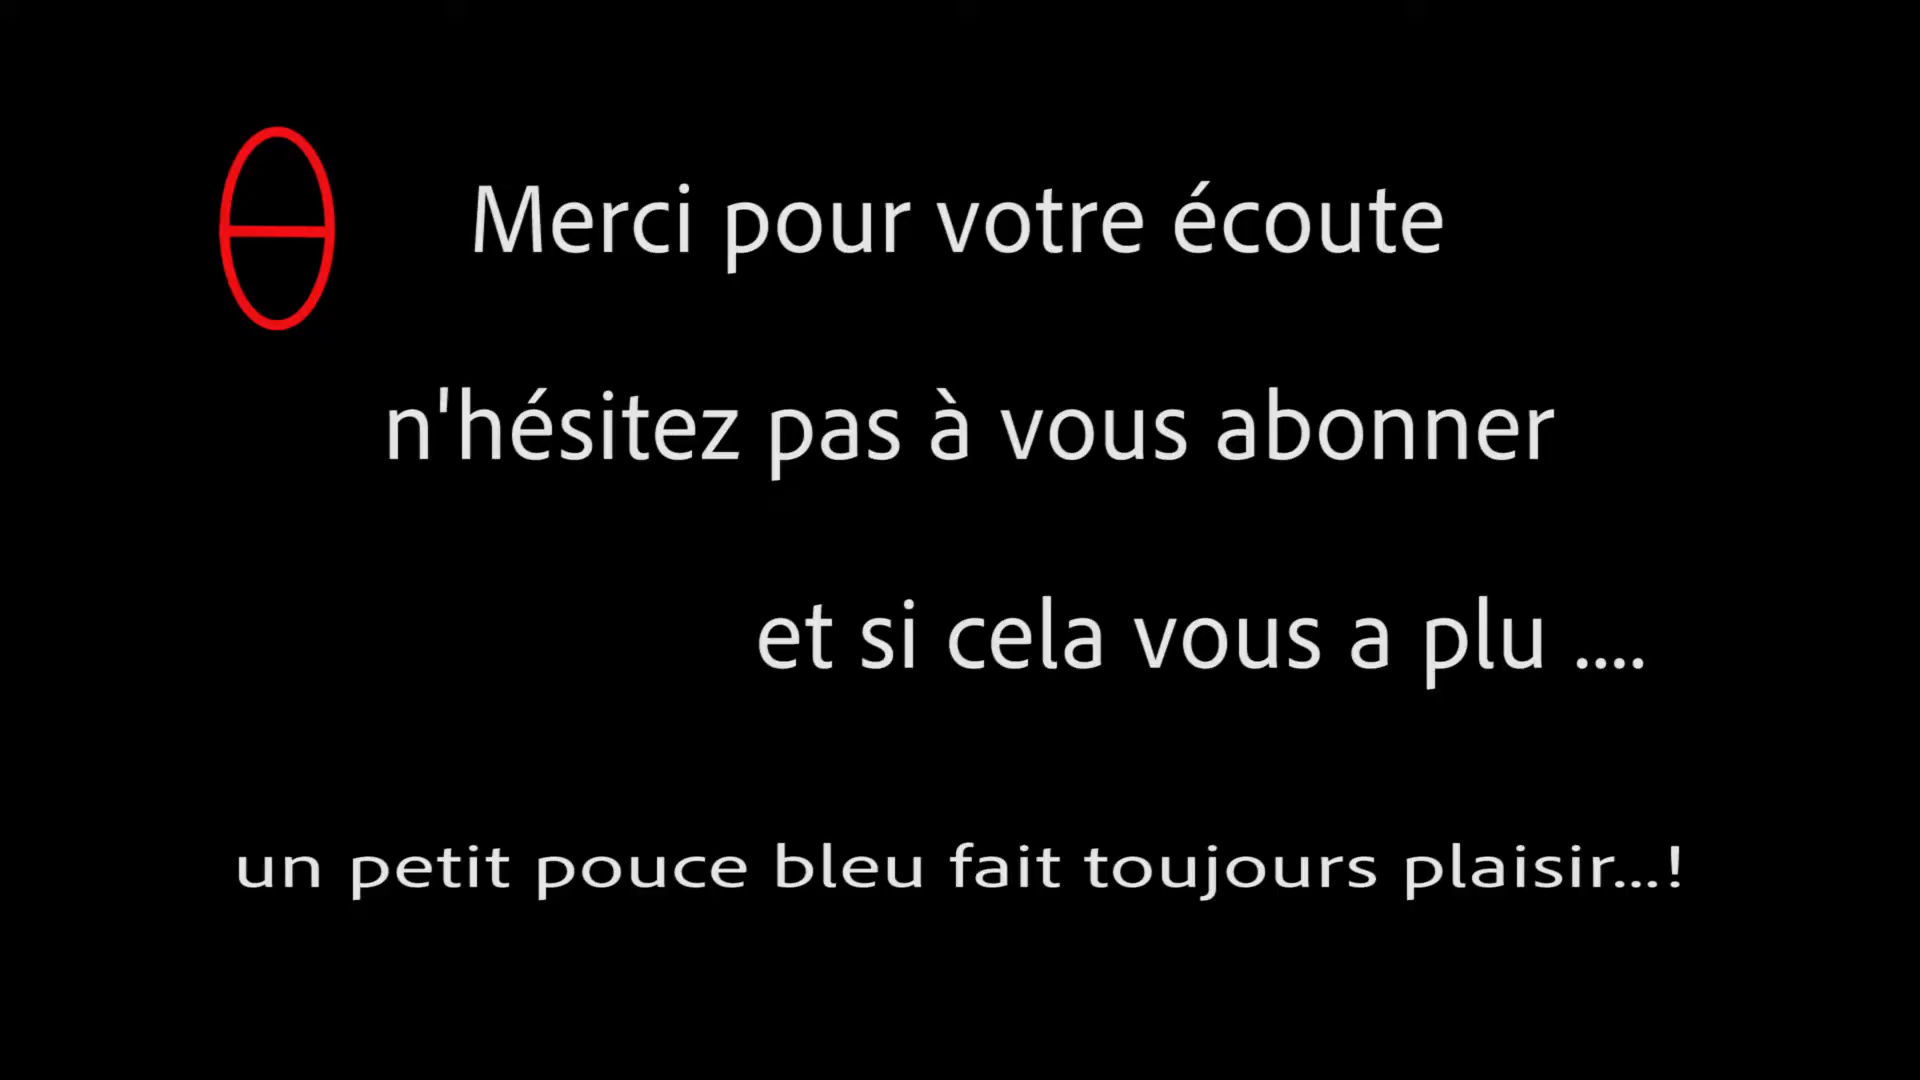 Merci pour votre écoute
n'hésitez pas à vous abonner
et si cela vous a plu ....
un petit pouce bleu fait toujours plaisir...!